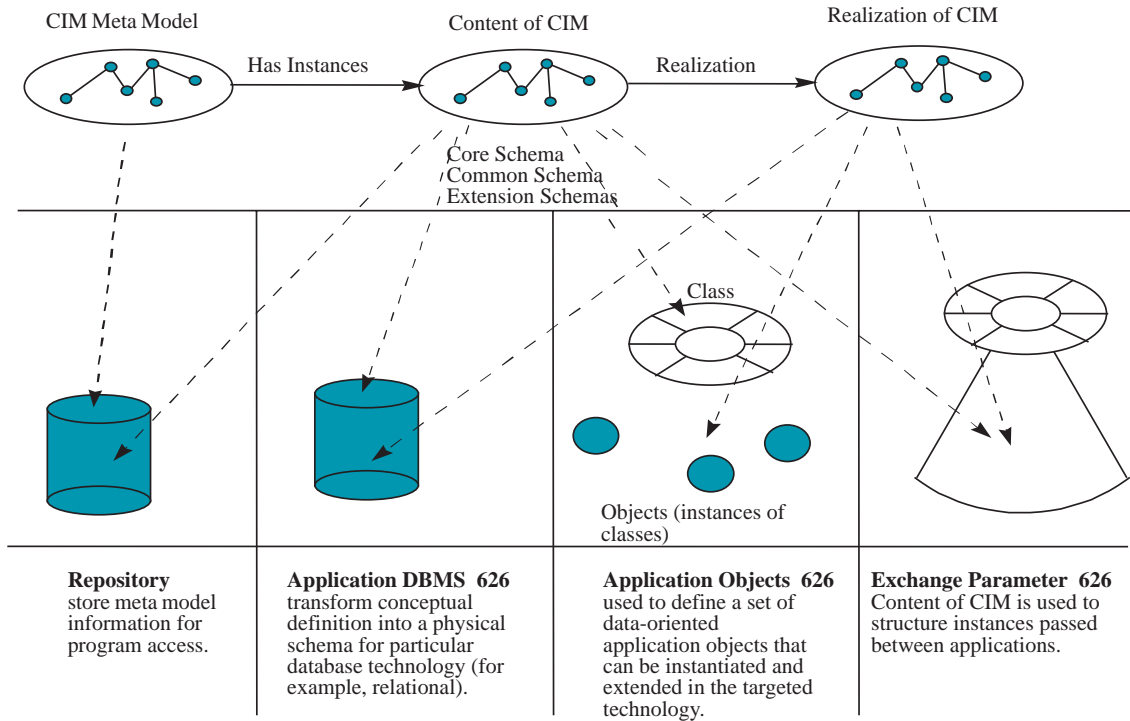 CIM Meta Model
Content of CIM
Realization of CIM
Has Instances
Realization
Core Schema
Common Schema
Extension Schemas
Class
Objects (instances of
classes)
Repository
store meta model
information for
program access.
Application DBMS 626
transform conceptual
definition into a physical
schema for particular
database technology (for
example, relational).
Application Objects 626
used to define a set of
data-oriented
application objects that
can be instantiated and
extended in the targeted
technology.
Exchange Parameter 626
Content of CIM is used to
structure instances passed
between applications.